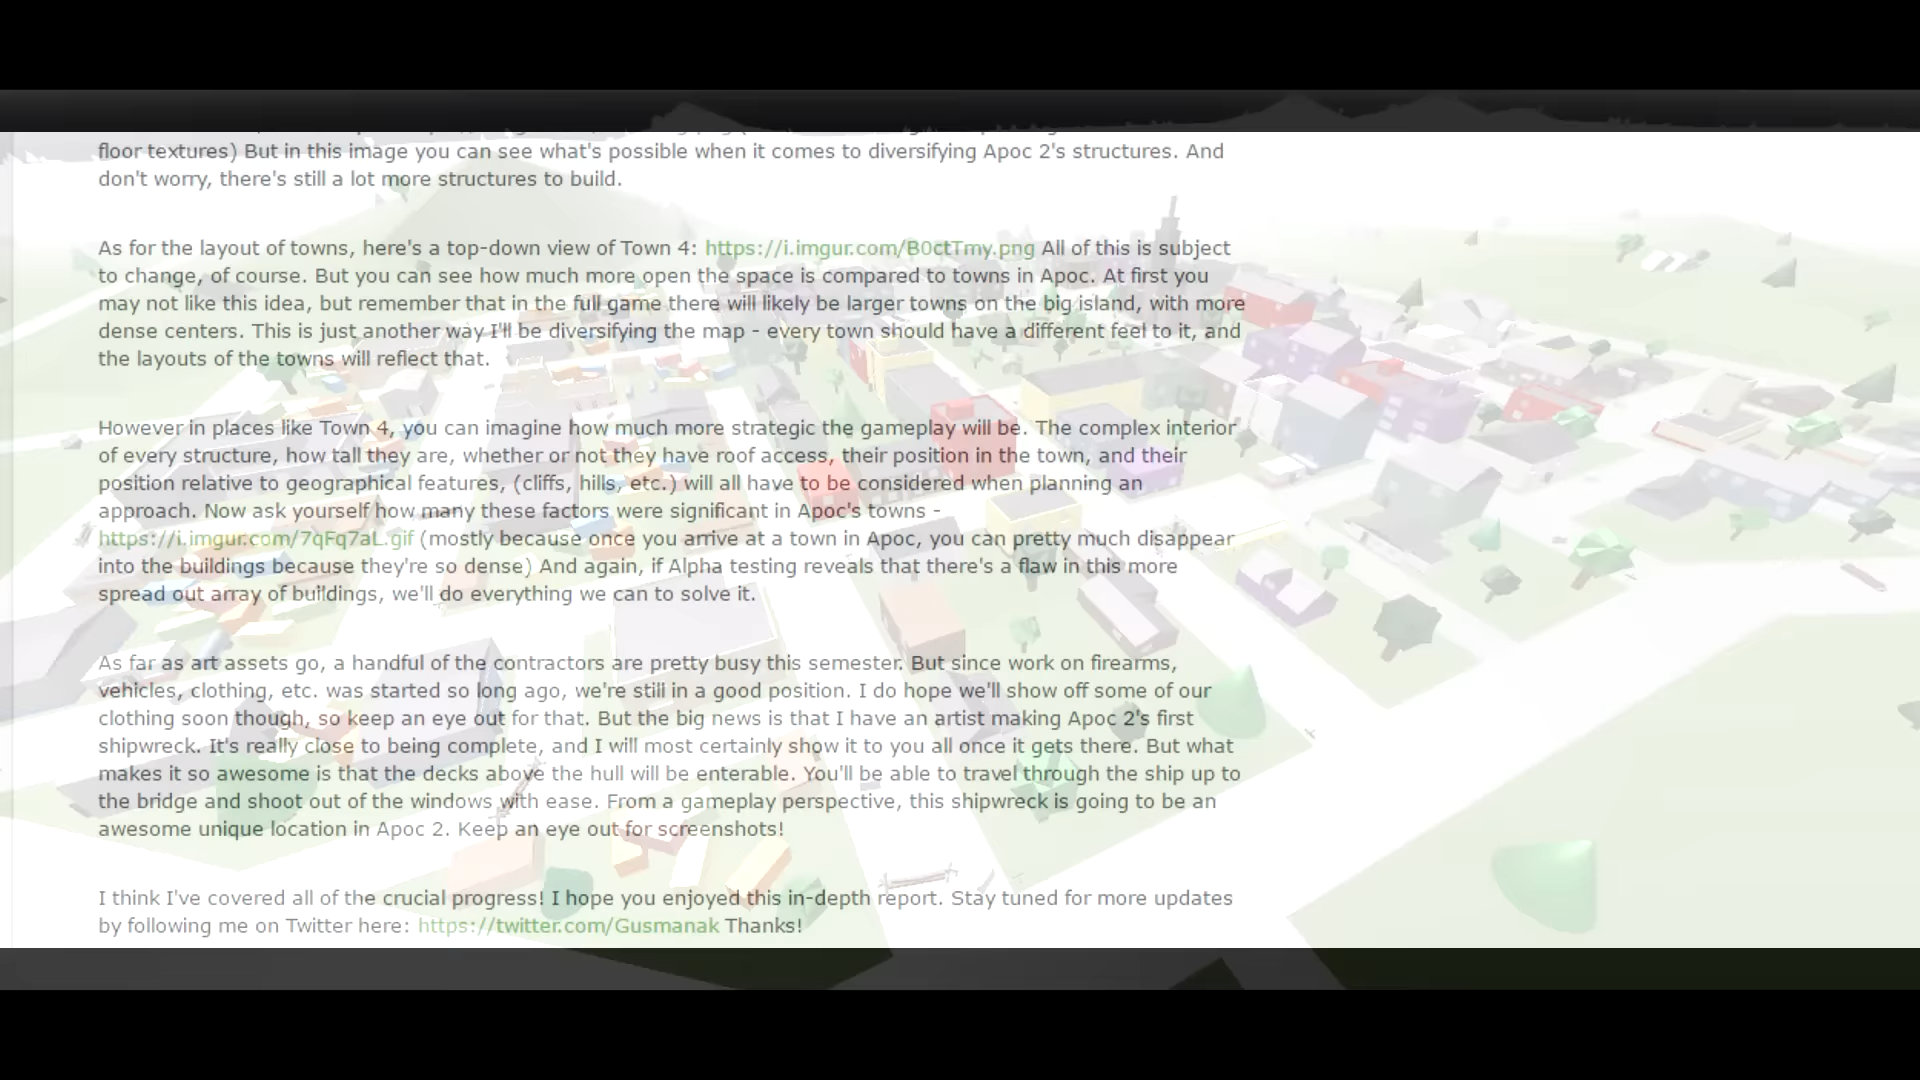 floor textures) But in this image you can see what's possible when it comes to diversifying Apoc 2's structures. And
don't worry, there's still a lot more structures to build.
As for the layout of towns, here's a top-down view of Town 4: https://i.imgur.com/B0ctTmy.png All of this is subject
to change, of course. But you can see how much more open the space is compared to towns in Apoc. At first you
may not like this idea, but remember that in the full game there will likely be larger towns on the big island, with more
dense centers. This is just another way I'll be diversifying the map - every town should have a different feel to it, and
the layouts of the towns will reflect that.
However in places like Town 4, you can imagine how much more strategic the gameplay will be. The complex interior
of every structure, how tall they are, whether or not they have roof access, their position in the town, and their
position relative to geographical features, (cliffs, hills, etc.) will all have to be considered when planning an
approach. Now ask yourself how many these factors were significant in Apoc's towns -
https://i.imgur.com/7qFq7aL.gif (mostly because once you arrive at a town in Apoc, you can pretty much disappear
into the buildings because they're so dense) And again, if Alpha testing reveals that there's a flaw in this more
spread out array of buildings, we'll do everything we can to solve it.
As far as art assets go, a handful of the contractors are pretty busy this semester. But since work on firearms,
vehicles, clothing, etc. was started so long ago, we're still in a good position. I do hope we'll show off some of our
clothing soon though, so keep an eye out for that. But the big news is that I have an artist making Apoc 2's first
shipwreck. It's really close to being complete, and I will most certainly show it to you all once it gets there. But what
makes it so awesome is that the decks above the hull will be enterable. You'll be able to travel through the ship up to
the bridge and shoot out of the windows with ease. From a gameplay perspective, this shipwreck is going to be an
awesome unique location in Apoc 2. Keep an eye out for screenshots!
I think I've covered all of the crucial progress! I hope you enjoyed this in-depth report. Stay tuned for more updates
by following me on Twitter here: https://twitter.com/Gusmanak Thanks!